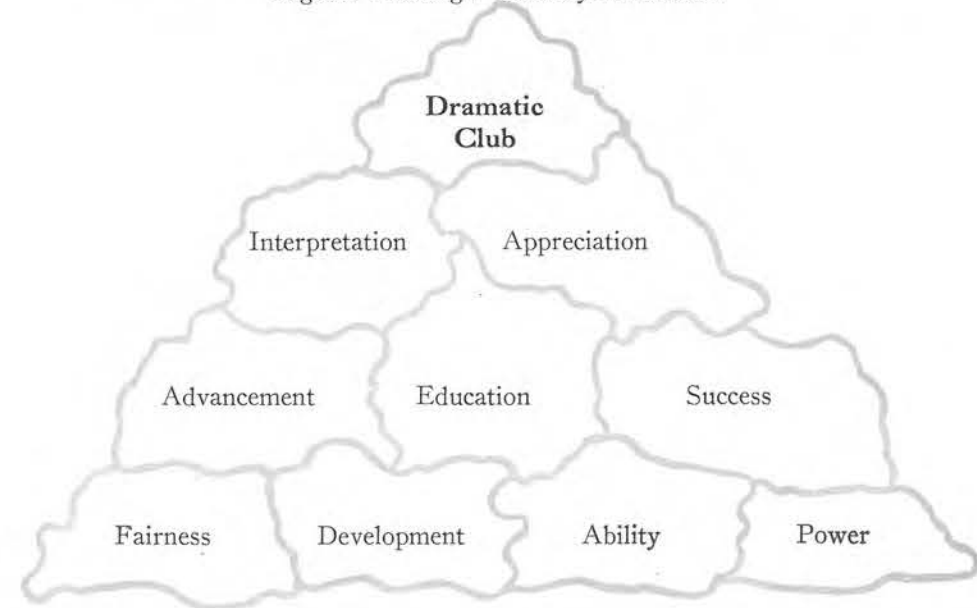 Dramatic
Club
Interpretation
Appreciation
Advancement
Education
Success
Fairness
Development
Ability
Power